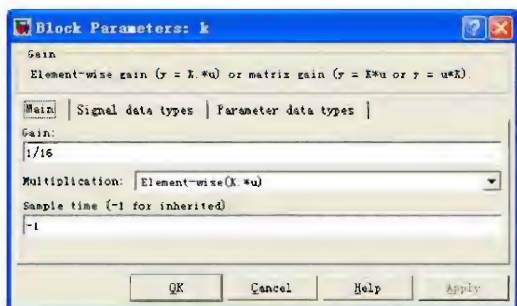 Block Parameters: k
Gain
Element-wise gain (y = K.*u) or matrix gain (y = K*u or y = u*K).
Main | Signal data types | Parameter data types |
Gain:
1/16
Multiplication: Element-wise(K.*u)
Sample time (-1 for inherited)
-1
OK Cancel Help Apply